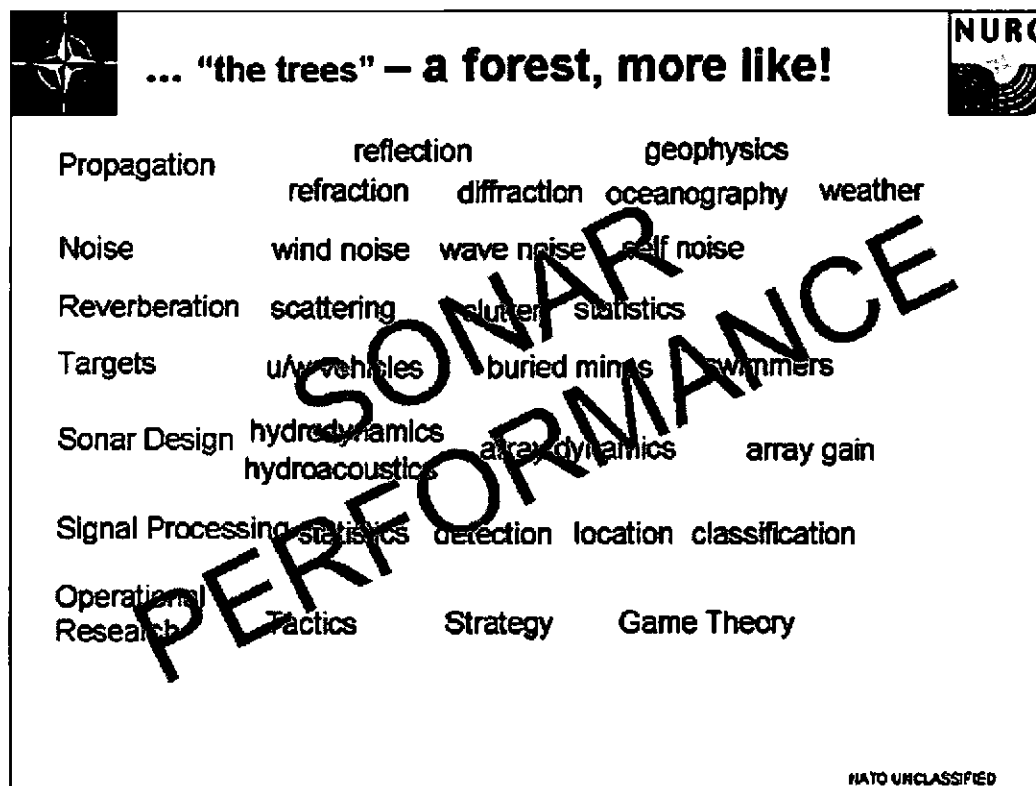 ... "the trees" – a forest, more like!
NURC
Propagation reflection geophysics
refraction diffraction oceanography weather
Noise wind noise wave noise self noise
Reverberation scattering clutter statistics
Targets u/w vehicles buried mines swimmers
Sonar Design hydrodynamics array dynamics array gain
hydroacoustics
Signal Processing statistics detection location classification
Operational
Research Tactics Strategy Game Theory
SONAR
PERFORMANCE
NATO UNCLASSIFIED